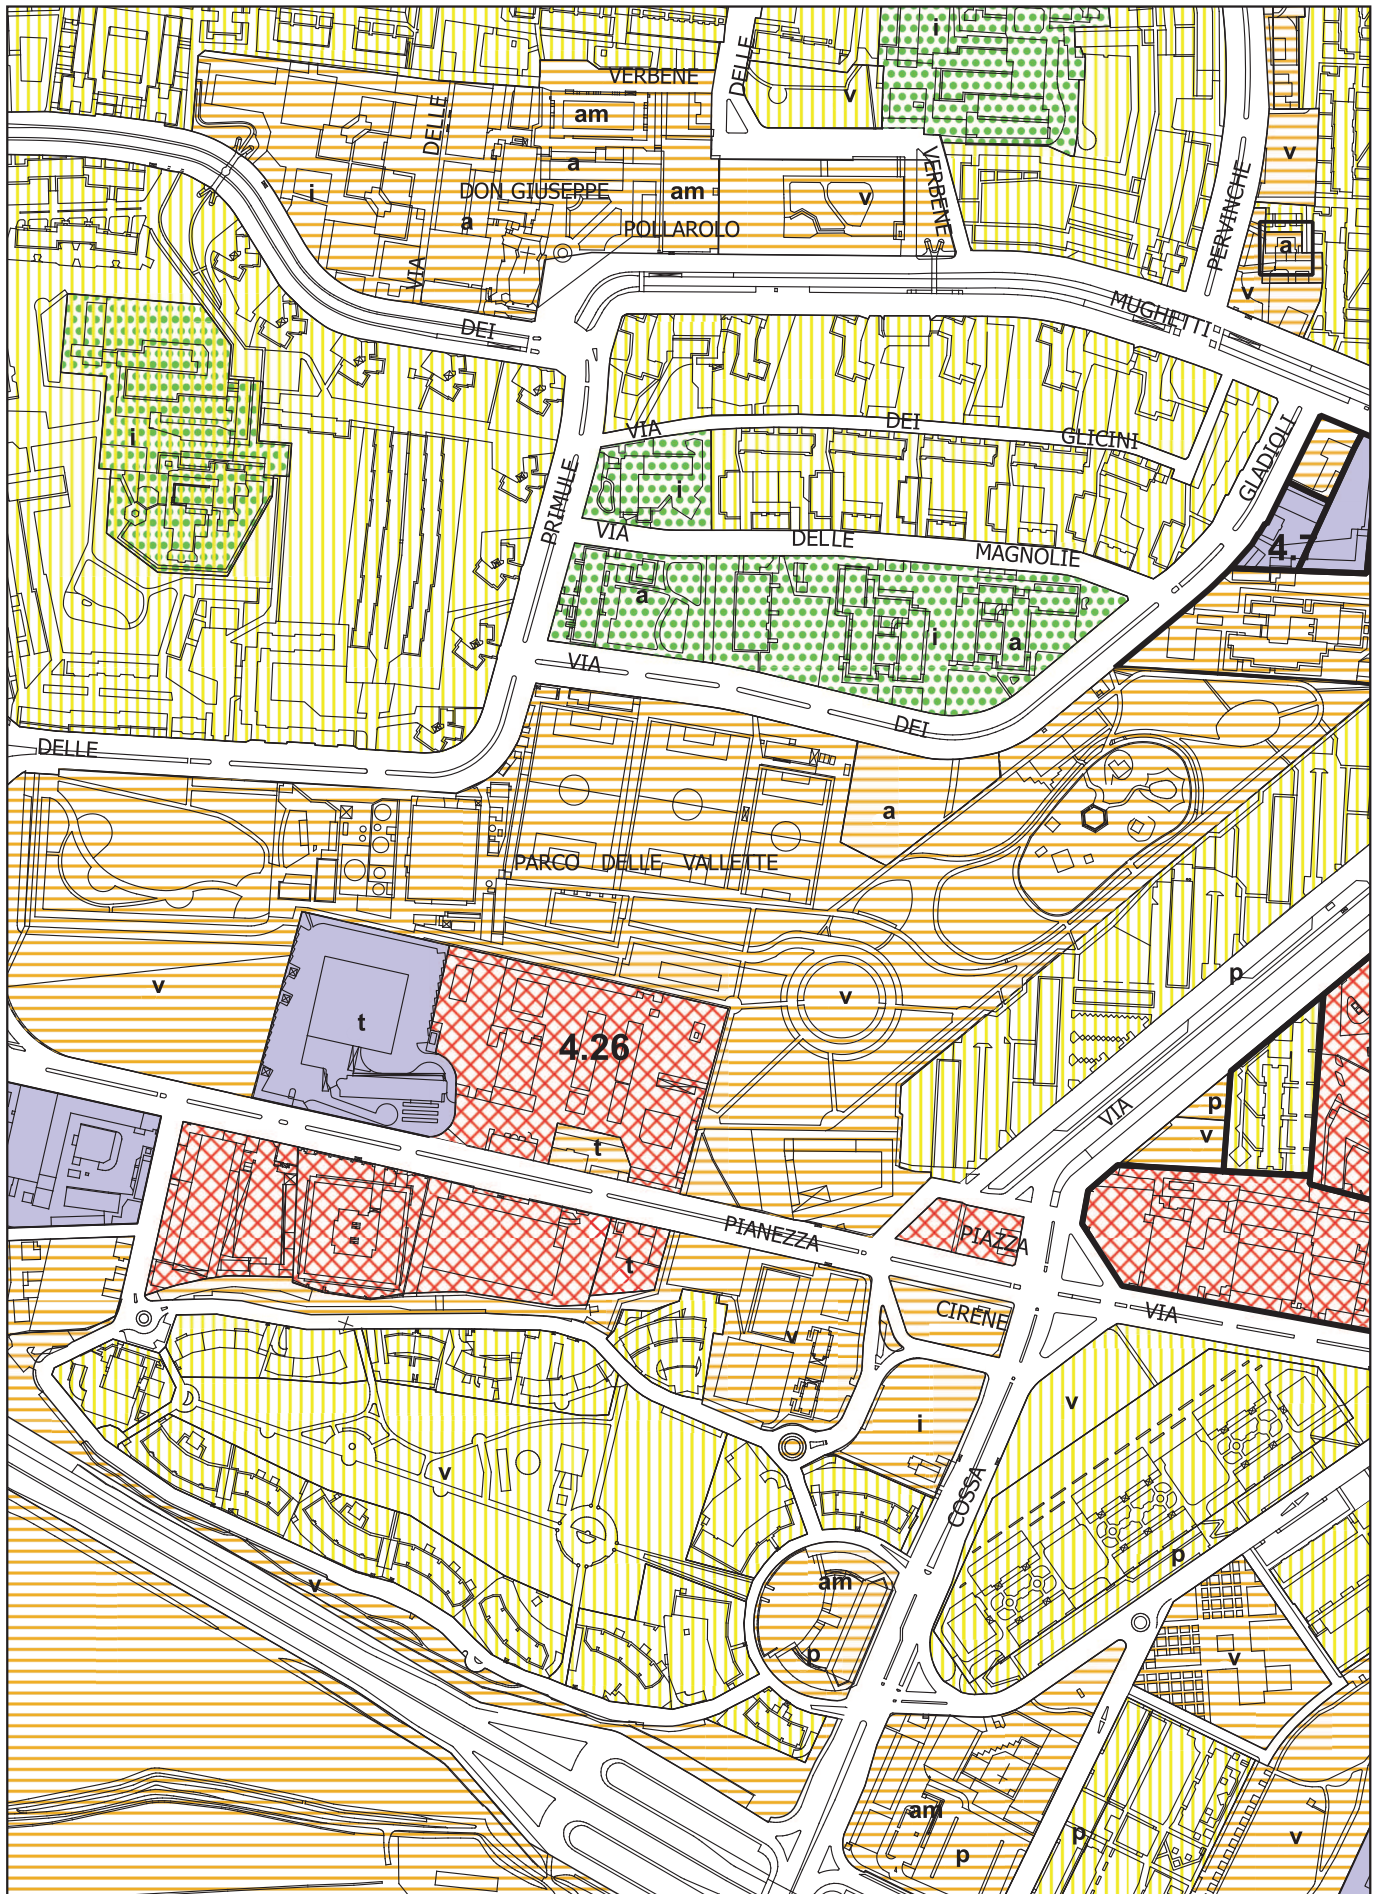 i
VERBENE
DELLE
v
am
DELLE
v
a
i
DON GIUSEPPE
am
v
VERBENE
PERVINCHE
a
POLLAROLO
a
VIA
v
DEI
MUGHETTI
VIA
DEI
GLICINI
GLADIOLI
i
PRIMULE
i
VIA
DELLE
MAGNOLIE
4.7
a
i
a
VIA
DEI
DELLE
a
PARCO DELLE VALLETTE
v
p
v
t
4.26
VIA
p
v
t
PIANEZZA
PIAZZA
t
CIRENE
VIA
v
v
i
v
COSSA
p
v
am
p
v
am
p
p
v